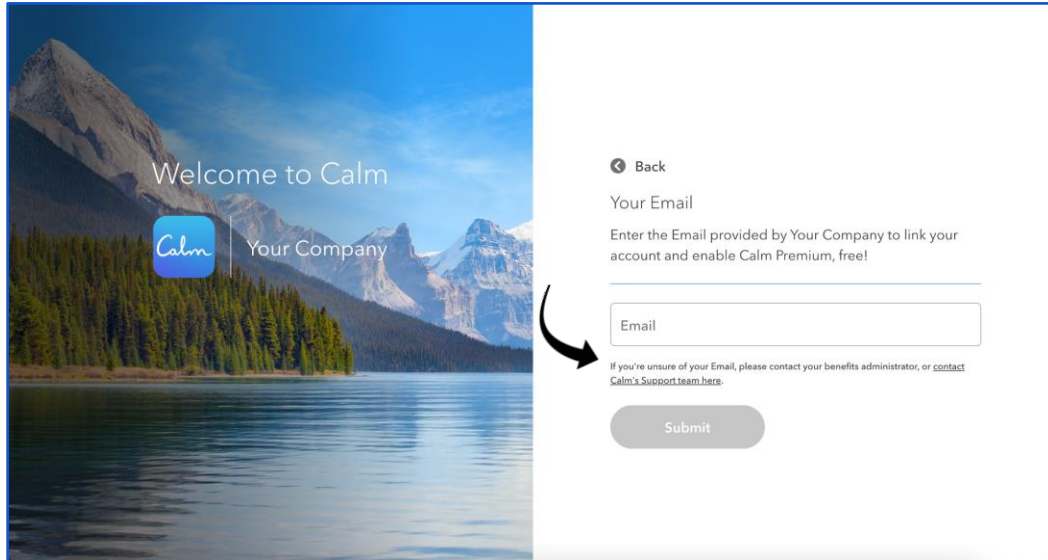 Welcome to Calm
Calm
Your Company
Back
Your Email
Enter the Email provided by Your Company to link your
account and enable Calm Premium, free!
Email
If you're unsure of your Email, please contact your benefits administrator, or contact
Calm's Support team here.
Submit